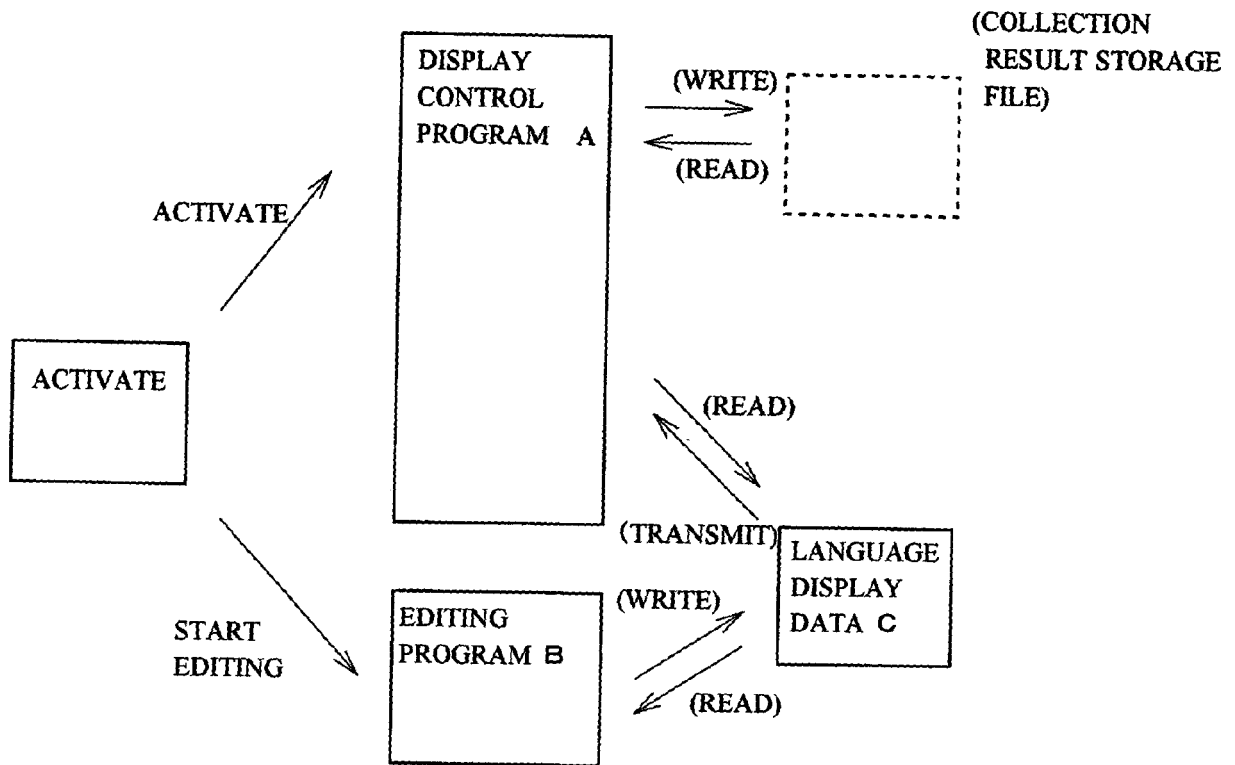 (COLLECTION
RESULT STORAGE
FILE)
DISPLAY
CONTROL
PROGRAM A
(WRITE)
(READ)
ACTIVATE
ACTIVATE
(READ)
(TRANSMIT)
LANGUAGE
DISPLAY
DATA C
START
EDITING
EDITING
PROGRAM B
(WRITE)
(READ)